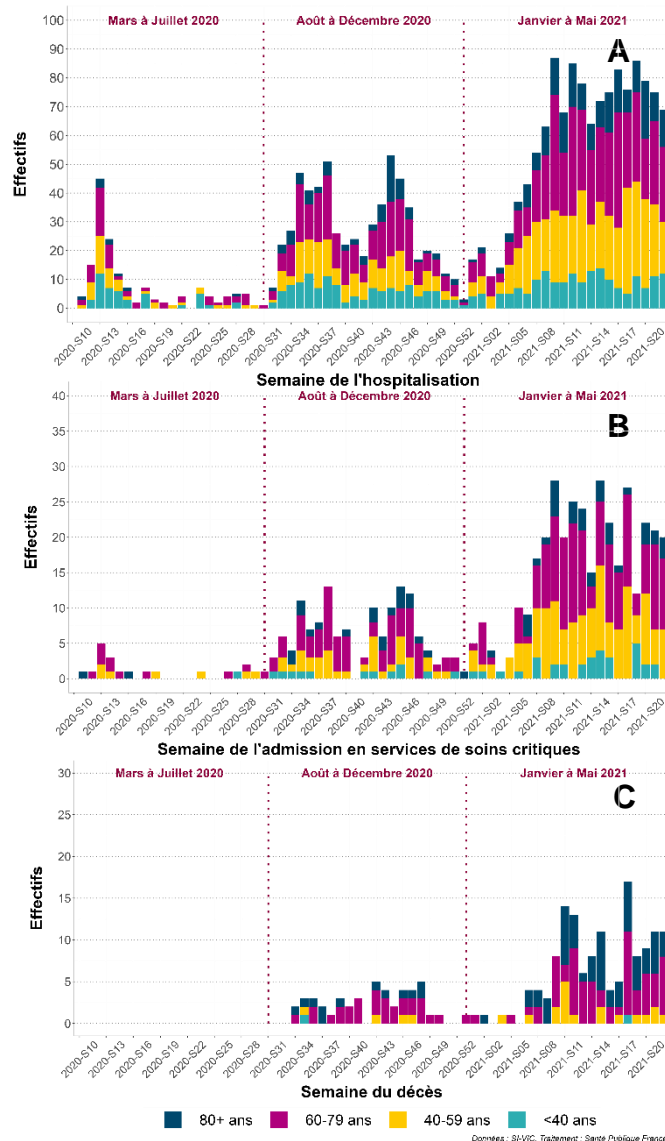 Mars à Juillet 2020 Août à Décembre 2020 Janvier à Mai 2021
A
Effectifs
100
90
80
70
60
50
40
30
20
10
0
2020-S10 2020-S13 2020-S16 2020-S19 2020-S22 2020-S25 2020-S28 2020-S31 2020-S34 2020-S37 2020-S40 2020-S43 2020-S46 2020-S49 2020-S52 2021-S02 2021-S05 2021-S08 2021-S11 2021-S14 2021-S17 2021-S20
Semaine de l'hospitalisation
Mars à Juillet 2020 Août à Décembre 2020 Janvier à Mai 2021
B
Effectifs
40
35
30
25
20
15
10
5
0
2020-S10 2020-S13 2020-S16 2020-S19 2020-S22 2020-S25 2020-S28 2020-S31 2020-S34 2020-S37 2020-S40 2020-S43 2020-S46 2020-S49 2020-S52 2021-S02 2021-S05 2021-S08 2021-S11 2021-S14 2021-S17 2021-S20
Semaine de l'admission en services de soins critiques
Mars à Juillet 2020 Août à Décembre 2020 Janvier à Mai 2021
C
Effectifs
30
25
20
15
10
5
0
2020-S10 2020-S13 2020-S16 2020-S19 2020-S22 2020-S25 2020-S28 2020-S31 2020-S34 2020-S37 2020-S40 2020-S43 2020-S46 2020-S49 2020-S52 2021-S02 2021-S05 2021-S08 2021-S11 2021-S14 2021-S17 2021-S20
Semaine du décès
80+ ans 60-79 ans 40-59 ans <40 ans
Données : SI-VIC, Traitement : Santé Publique France